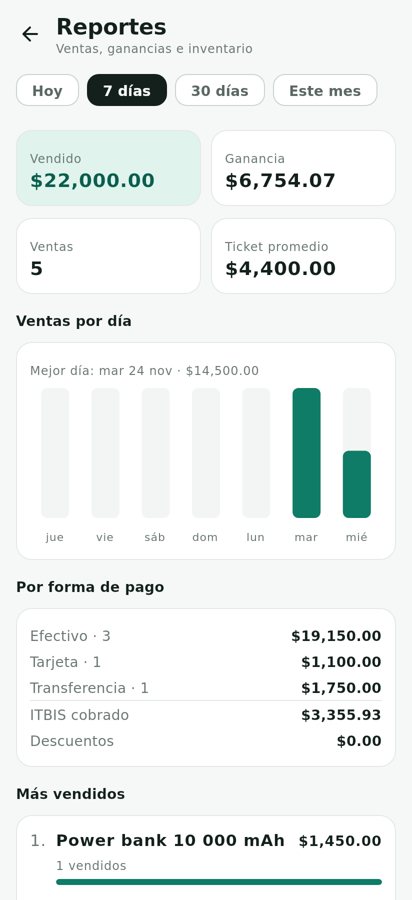 Reportes
Ventas, ganancias e inventario
Hoy
7 días
30 días
Este mes
Vendido
$22,000.00
Ganancia
$6,754.07
Ventas
5
Ticket promedio
$4,400.00
Ventas por día
Mejor día: mar 24 nov · $14,500.00
jue vie sáb dom lun mar mié
Por forma de pago
Efectivo · 3 $19,150.00
Tarjeta · 1 $1,100.00
Transferencia · 1 $1,750.00
ITBIS cobrado $3,355.93
Descuentos $0.00
Más vendidos
1. Power bank 10 000 mAh $1,450.00
1 vendidos